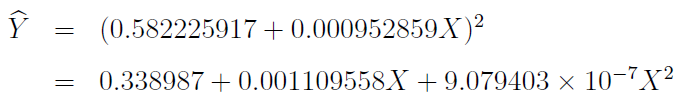 Ŷ = (0.582225917 + 0.000952859X)²
= 0.338987 + 0.001109558X + 9.079403 × 10⁻⁷X²